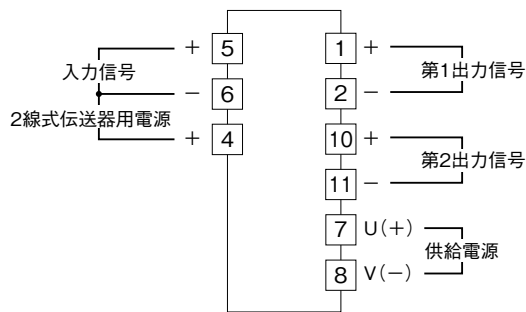 + 5
入力信号
− 6
2線式伝送器用電源
+ 4
1 +
第1出力信号
2 −
10 +
第2出力信号
11 −
7 U(+)
供給電源
8 V(−)